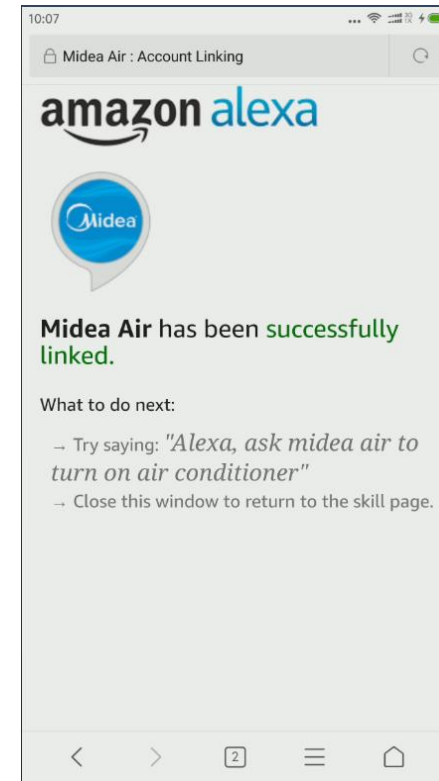 10:07
Midea Air : Account Linking
amazon alexa
Midea
Midea Air has been successfully
linked.
What to do next:
→ Try saying: "Alexa, ask midea air to
turn on air conditioner"
→ Close this window to return to the skill page.
2